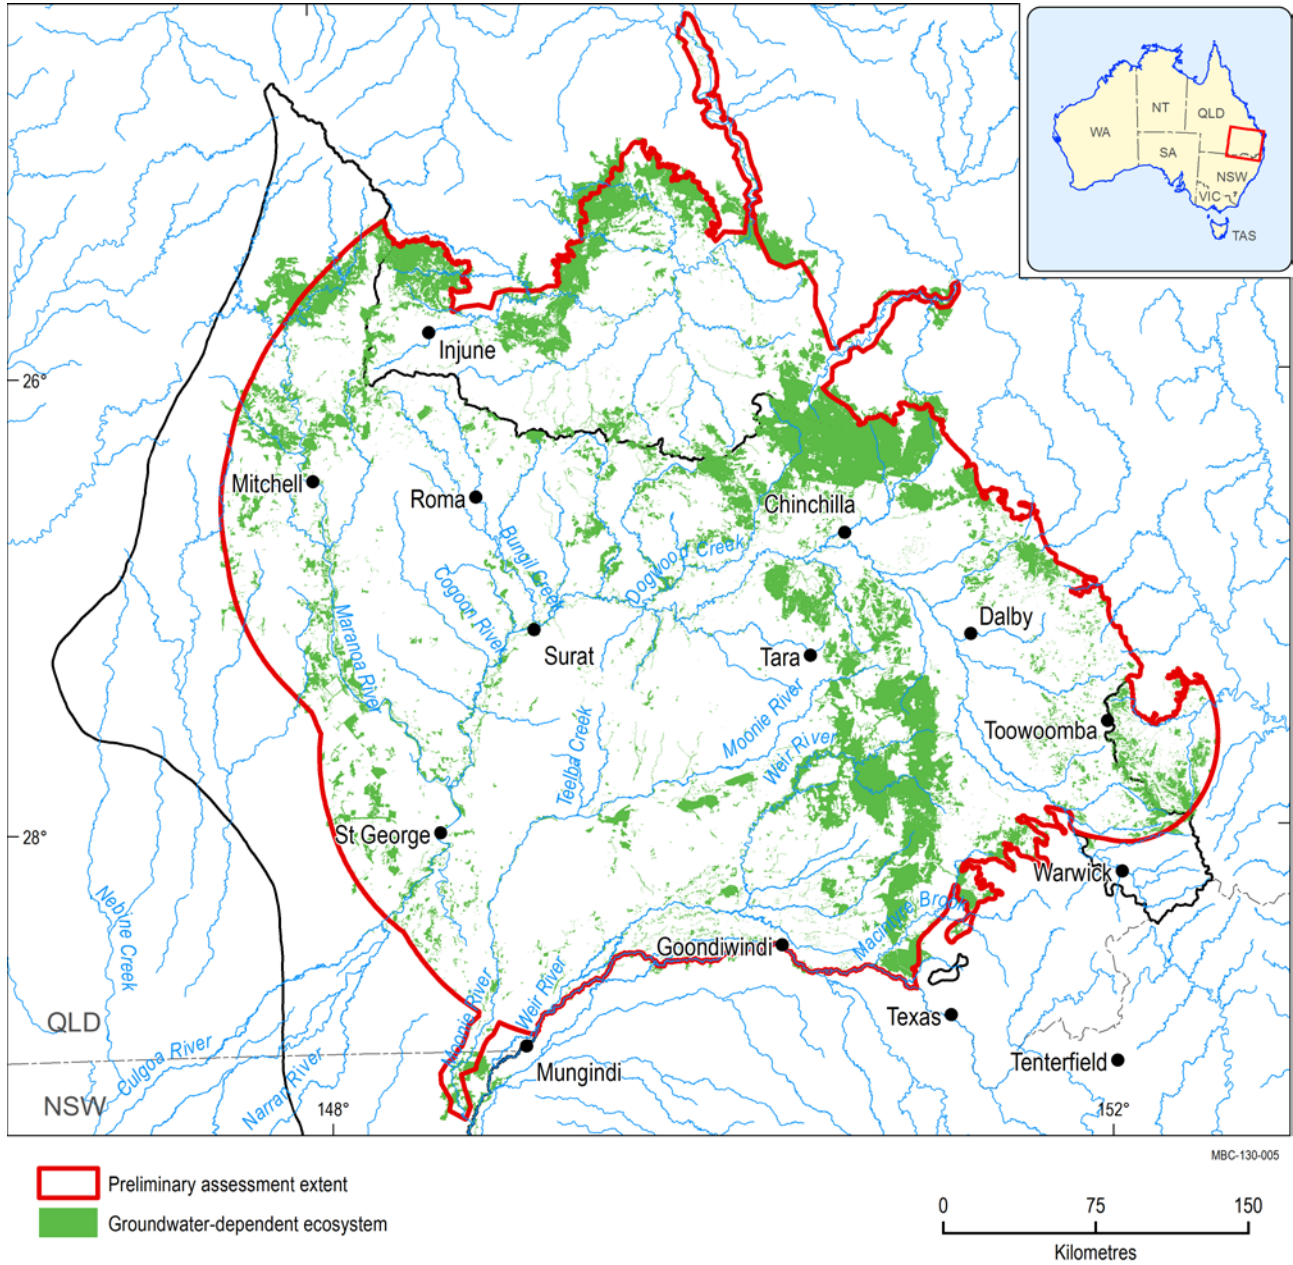 NT
QLD
WA
SA
NSW
VIC
TAS
Injune
26°
Mitchell
Roma
Chinchilla
Bungil Creek
Dogwood Creek
Cogoon River
Maranoa River
Dalby
Surat
Tara
Moonie River
Toowoomba
Weir River
Teelba Creek
St George
28°
Warwick
Nebine Creek
Macintyre Brook
Goondiwindi
Weir River
Moonie River
Texas
QLD
Culgoa River
Tenterfield
Mungindi
NSW
Narran River
148°
152°
MBC-130-005
Preliminary assessment extent
Groundwater-dependent ecosystem
0 75 150
Kilometres